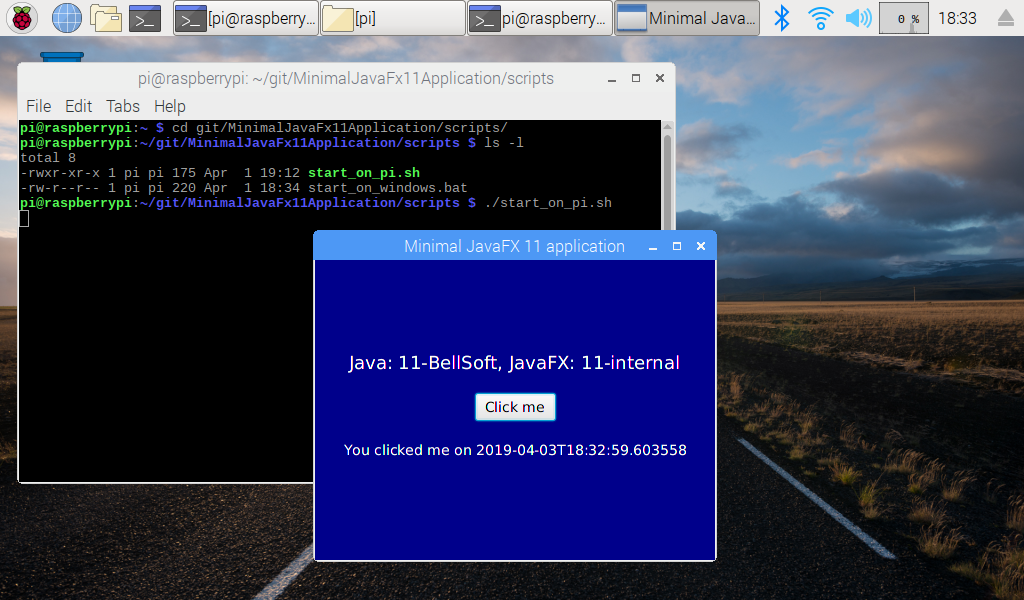 [pi@raspberry...
[pi]
pi@raspberry...
Minimal Java...
0 %
18:33
pi@raspberrypi: ~/git/MinimalJavaFx11Application/scripts
File Edit Tabs Help
pi@raspberrypi:~ $ cd git/MinimalJavaFx11Application/scripts/
pi@raspberrypi:~/git/MinimalJavaFx11Application/scripts $ ls -l
total 8
-rwxr-xr-x 1 pi pi 175 Apr  1 19:12 start_on_pi.sh
-rw-r--r-- 1 pi pi 220 Apr  1 18:34 start_on_windows.bat
pi@raspberrypi:~/git/MinimalJavaFx11Application/scripts $ ./start_on_pi.sh
Minimal JavaFX 11 application
Java: 11-BellSoft, JavaFX: 11-internal
Click me
You clicked me on 2019-04-03T18:32:59.603558